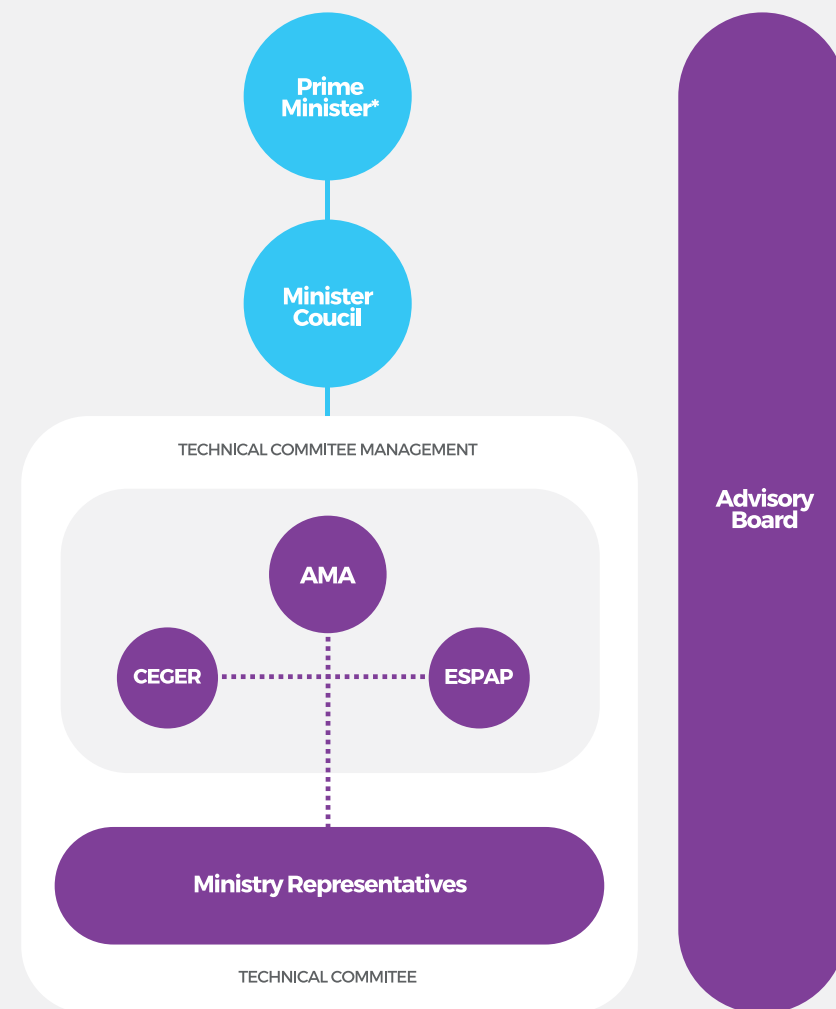 Prime
Minister*
Minister
Coucil
TECHNICAL COMMITEE MANAGEMENT
AMA
CEGER
ESPAP
Ministry Representatives
TECHNICAL COMMITEE
Advisory
Board